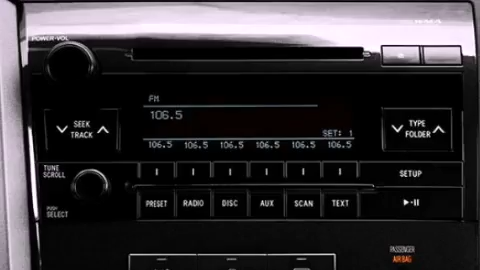 POWER-VOL
FM
106.5
SET: 1
106.5 106.5 106.5 106.5 106.5 106.5
SEEK
TRACK
TYPE
FOLDER
TUNE
SCROLL
SETUP
PUSH
SELECT
PRESET RADIO DISC AUX SCAN TEXT
PASSENGER
AIR BAG